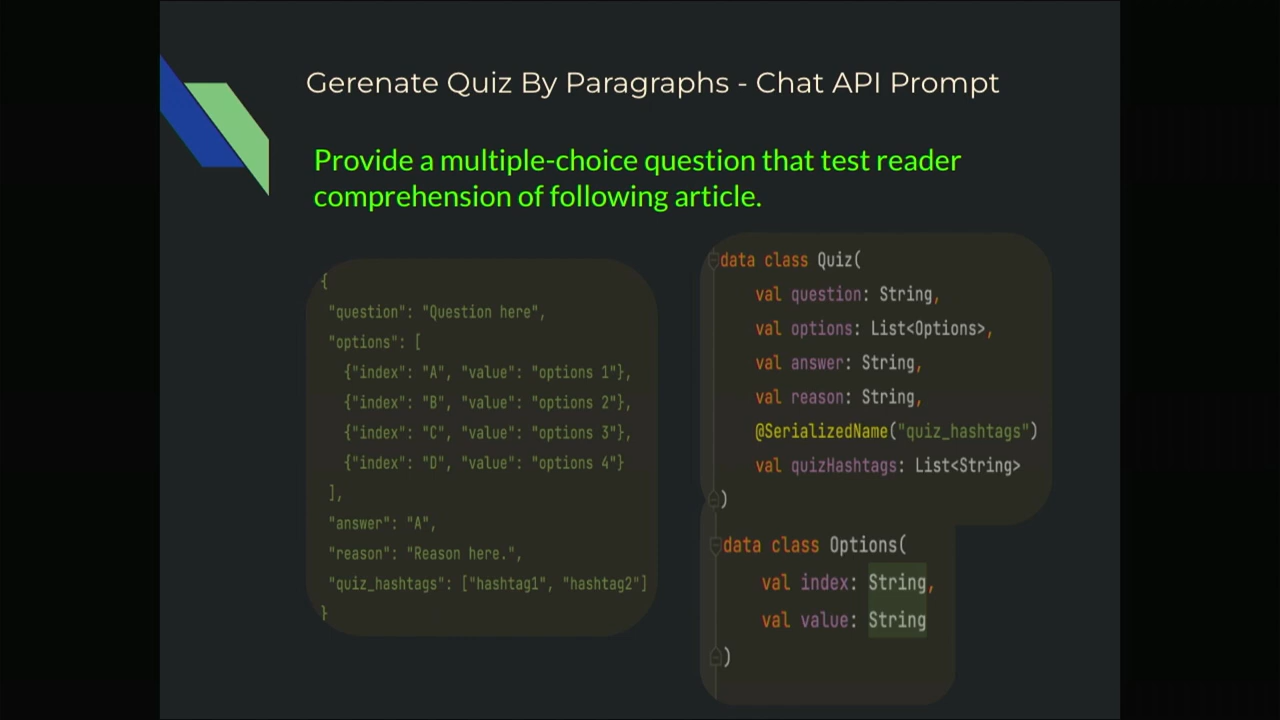 Gerenate Quiz By Paragraphs - Chat API Prompt
Provide a multiple-choice question that test reader
comprehension of following article.
{
"question": "Question here",
"options": [
{"index": "A", "value": "options 1"},
{"index": "B", "value": "options 2"},
{"index": "C", "value": "options 3"},
{"index": "D", "value": "options 4"}
],
"answer": "A",
"reason": "Reason here.",
"quiz_hashtags": ["hashtag1", "hashtag2"]
}
data class Quiz(
val question: String,
val options: List<Options>,
val answer: String,
val reason: String,
@SerializedName("quiz_hashtags")
val quizHashtags: List<String>
)
data class Options(
val index: String,
val value: String
)